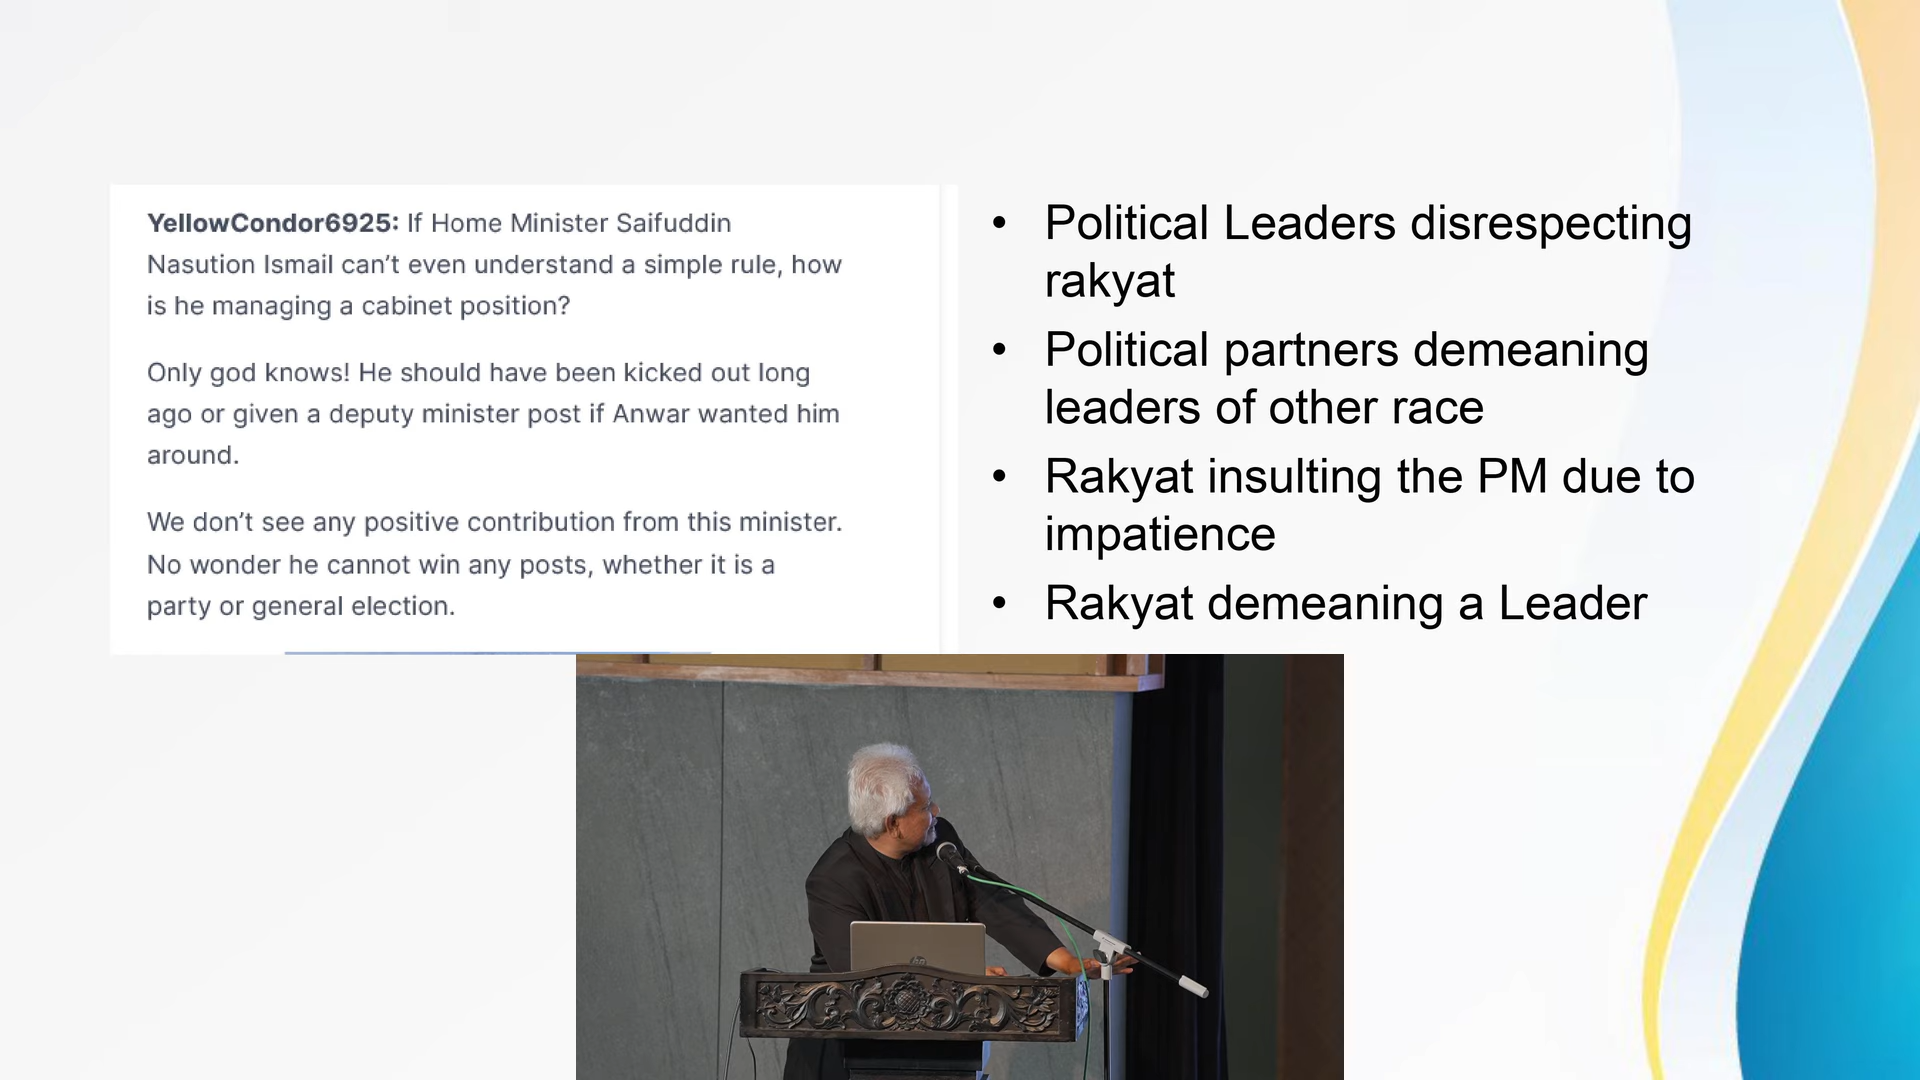 YellowCondor6925: If Home Minister Saifuddin
Nasution Ismail can’t even understand a simple rule, how
is he managing a cabinet position?
Only god knows! He should have been kicked out long
ago or given a deputy minister post if Anwar wanted him
around.
We don’t see any positive contribution from this minister.
No wonder he cannot win any posts, whether it is a
party or general election.
• Political Leaders disrespecting
rakyat
• Political partners demeaning
leaders of other race
• Rakyat insulting the PM due to
impatience
• Rakyat demeaning a Leader